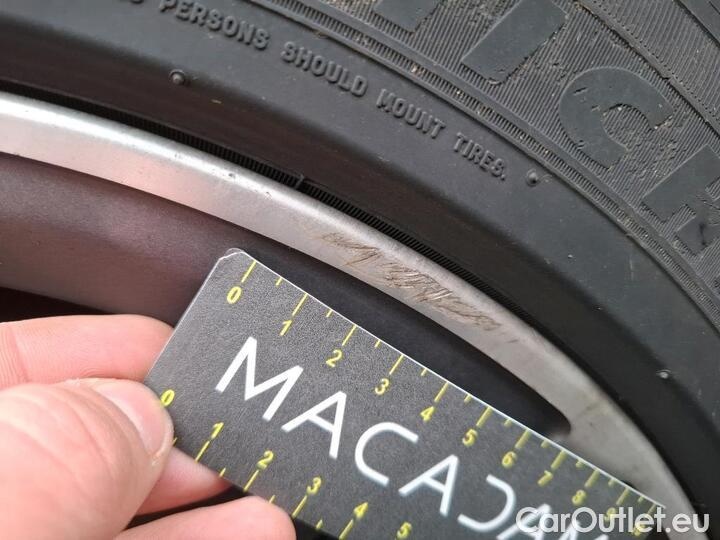 PERSONS SHOULD MOUNT TIRES.
0 1 2 3 4 5 6 7 8 9
MACADAM
0 1 2 3 4 5
CarOutlet.eu